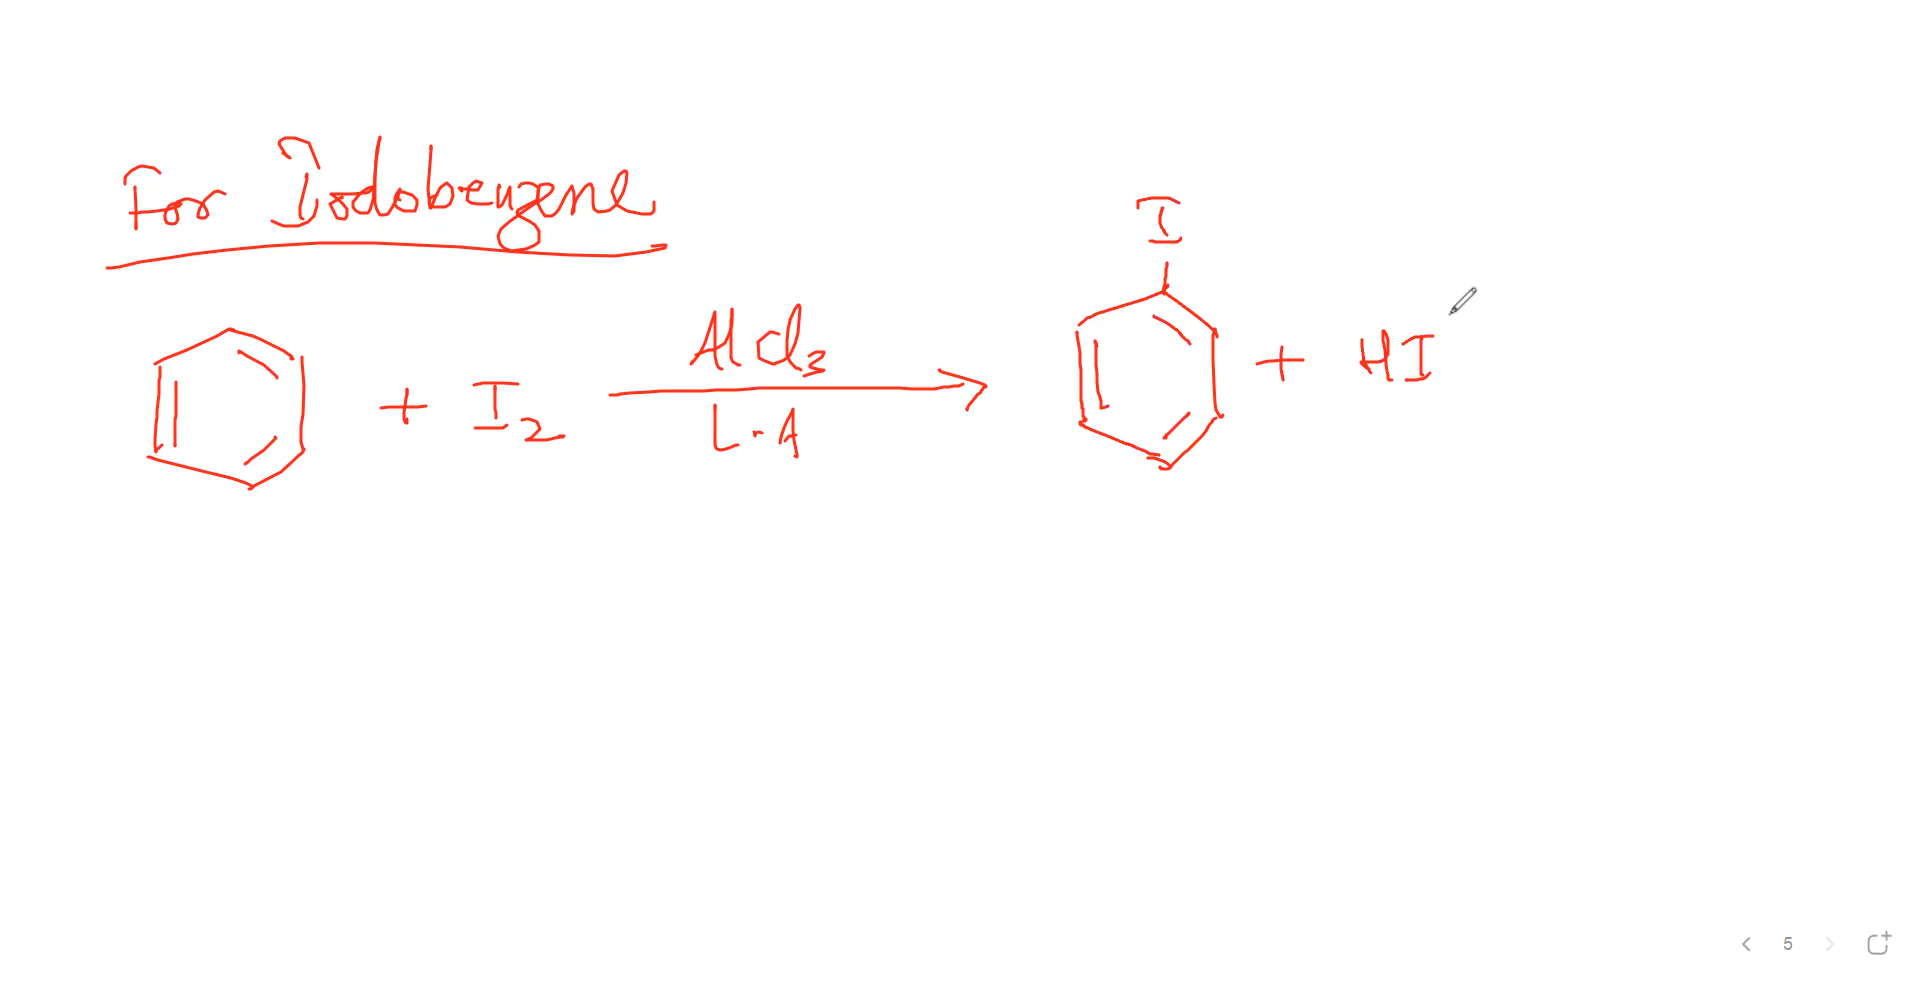 For Iodobenzene
+ I2 AlCl3 L.A I + HI
5